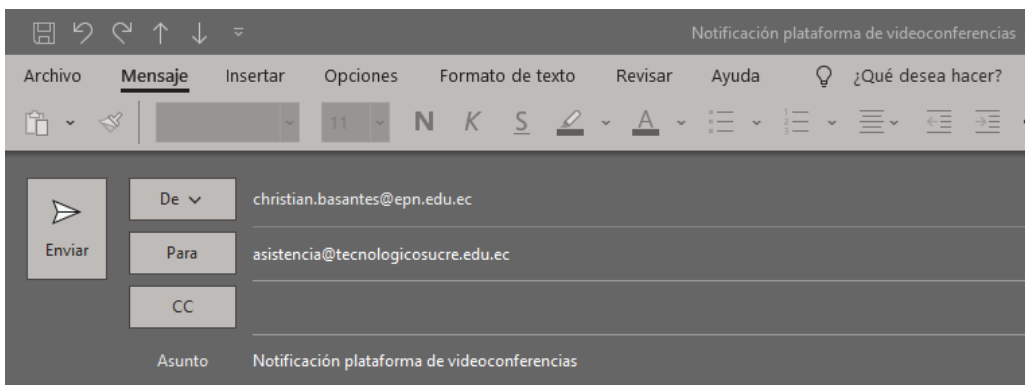 Notificación plataforma de videoconferencias
Archivo Mensaje Insertar Opciones Formato de texto Revisar Ayuda ¿Qué desea hacer?
11 N K S A
De christian.basantes@epn.edu.ec
Enviar Para asistencia@tecnologicosucre.edu.ec
CC
Asunto Notificación plataforma de videoconferencias